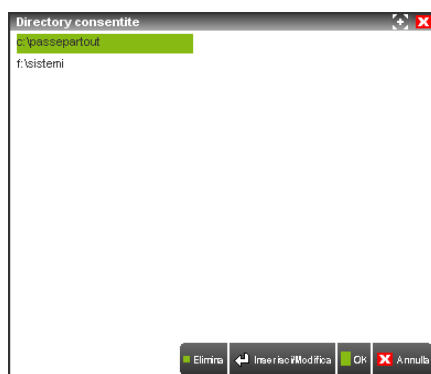 Directory consentite
c:\passepartout
f:\sistemi
Elimina Inserisci/Modifica OK Annulla